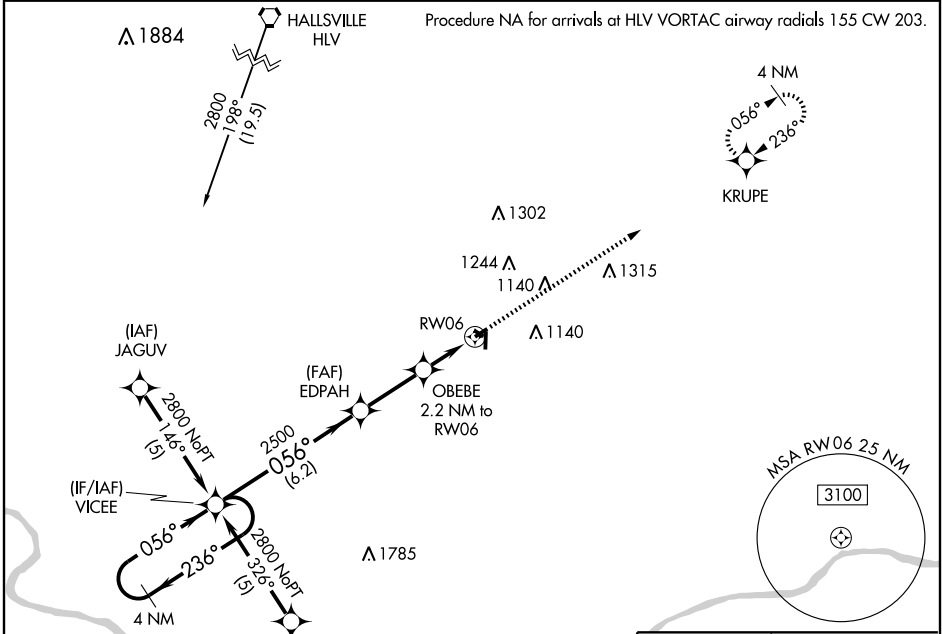 HALLSVILLE
HLV
Procedure NA for arrivals at HLV VORTAC airway radials 155 CW 203.
1884
2800
198°
(19.5)
4 NM
056°
236°
KRUPE
1302
1244
1140
1315
RW06
1140
(IAF)
JAGUV
(FAF)
EDPAH
OBEBE
2.2 NM to
RW06
2800 NoPT
146°
(5)
2500
056°
(6.2)
MSA RW06 25 NM
3100
(IF/IAF)
VICEE
056°
236°
4 NM
2800 NoPT
326°
(5)
1785